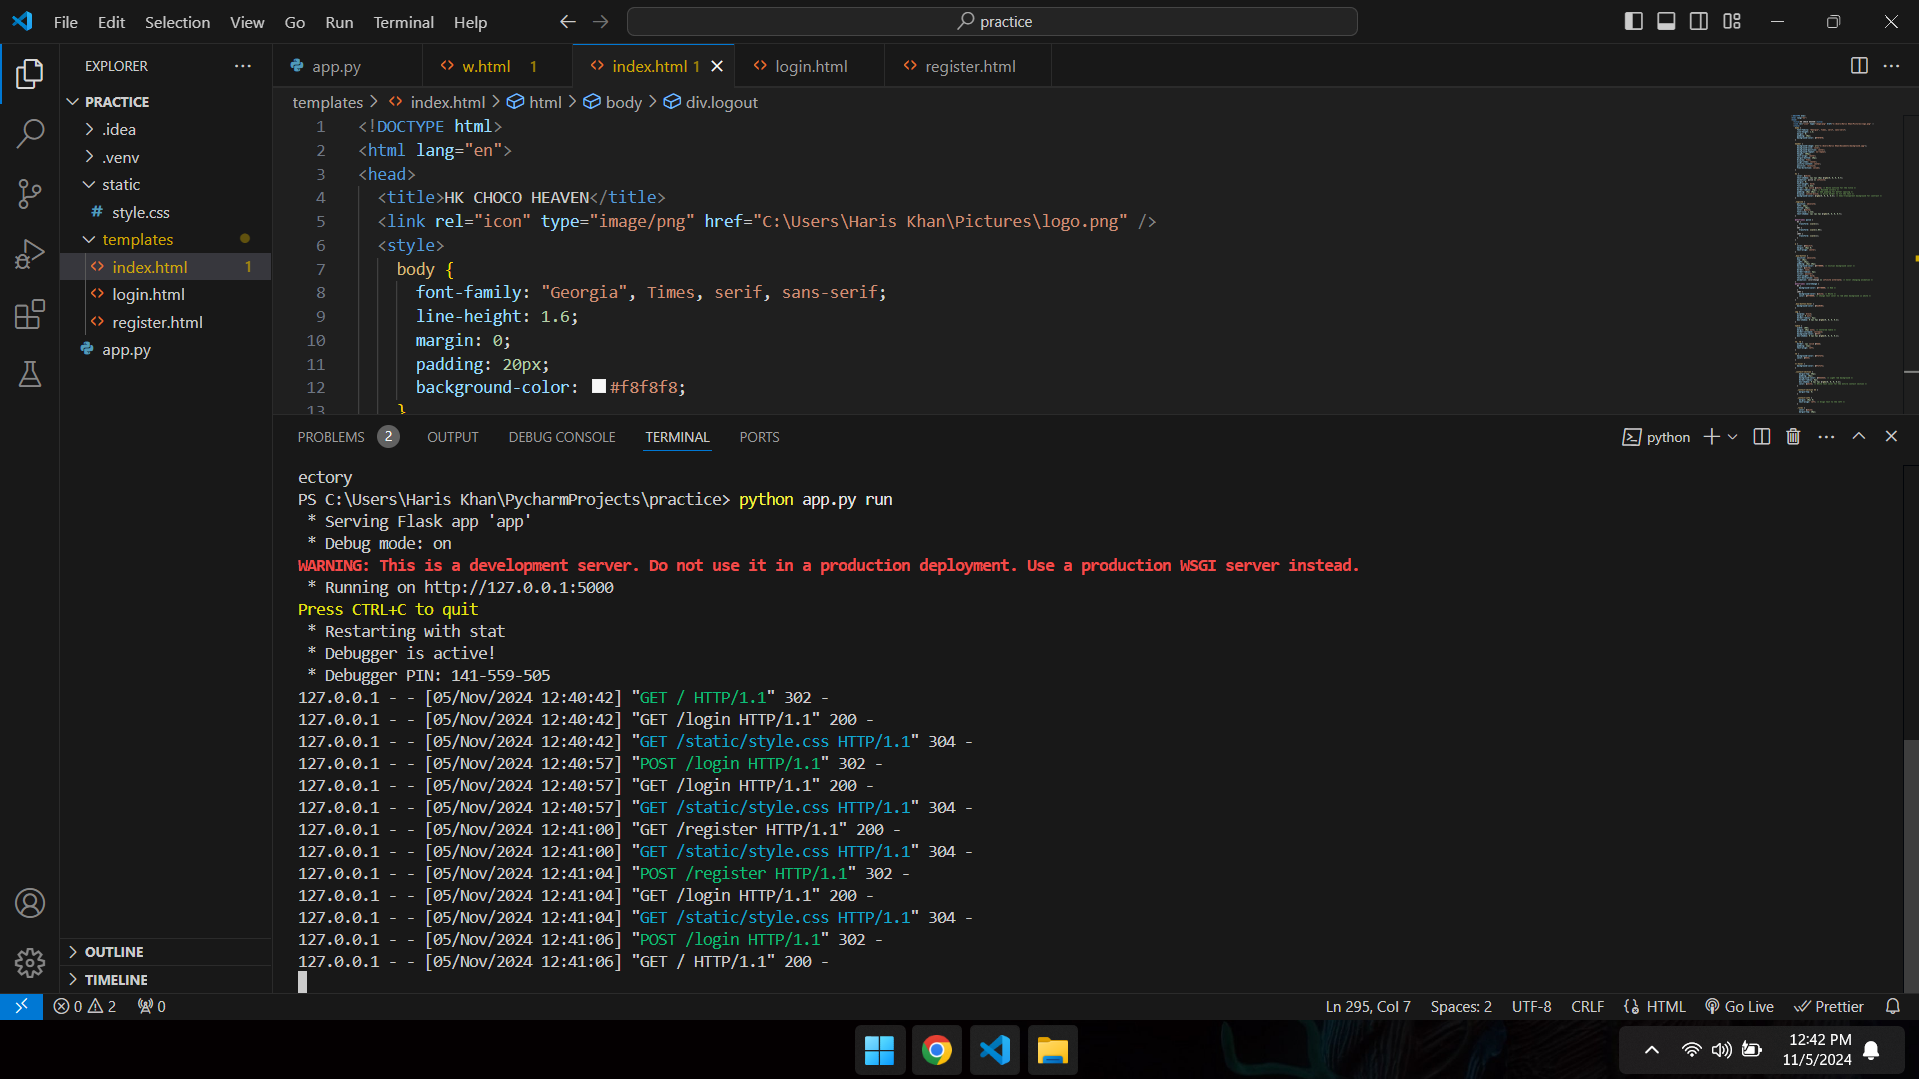 File Edit Selection View Go Run Terminal Help
practice
EXPLORER
PRACTICE
.idea
.venv
static
# style.css
templates
<> index.html 1
<> login.html
<> register.html
app.py
OUTLINE
TIMELINE
app.py
<> w.html 1
<> index.html 1
<> login.html
<> register.html
templates > <> index.html > html > body > div.logout
1 <!DOCTYPE html>
2 <html lang="en">
3 <head>
4 <title>HK CHOCO HEAVEN</title>
5 <link rel="icon" type="image/png" href="C:\Users\Haris Khan\Pictures\logo.png" />
6 <style>
7 body {
8 font-family: "Georgia", Times, serif, sans-serif;
9 line-height: 1.6;
10 margin: 0;
11 padding: 20px;
12 background-color: #f8f8f8;
13 }
PROBLEMS 2 OUTPUT DEBUG CONSOLE TERMINAL PORTS
python
ectory
PS C:\Users\Haris Khan\PycharmProjects\practice> python app.py run
* Serving Flask app 'app'
* Debug mode: on
WARNING: This is a development server. Do not use it in a production deployment. Use a production WSGI server instead.
* Running on http://127.0.0.1:5000
Press CTRL+C to quit
* Restarting with stat
* Debugger is active!
* Debugger PIN: 141-559-505
127.0.0.1 - - [05/Nov/2024 12:40:42] "GET / HTTP/1.1" 302 -
127.0.0.1 - - [05/Nov/2024 12:40:42] "GET /login HTTP/1.1" 200 -
127.0.0.1 - - [05/Nov/2024 12:40:42] "GET /static/style.css HTTP/1.1" 304 -
127.0.0.1 - - [05/Nov/2024 12:40:57] "POST /login HTTP/1.1" 302 -
127.0.0.1 - - [05/Nov/2024 12:40:57] "GET /login HTTP/1.1" 200 -
127.0.0.1 - - [05/Nov/2024 12:40:57] "GET /static/style.css HTTP/1.1" 304 -
127.0.0.1 - - [05/Nov/2024 12:41:00] "GET /register HTTP/1.1" 200 -
127.0.0.1 - - [05/Nov/2024 12:41:00] "GET /static/style.css HTTP/1.1" 304 -
127.0.0.1 - - [05/Nov/2024 12:41:04] "POST /register HTTP/1.1" 302 -
127.0.0.1 - - [05/Nov/2024 12:41:04] "GET /login HTTP/1.1" 200 -
127.0.0.1 - - [05/Nov/2024 12:41:04] "GET /static/style.css HTTP/1.1" 304 -
127.0.0.1 - - [05/Nov/2024 12:41:06] "POST /login HTTP/1.1" 302 -
127.0.0.1 - - [05/Nov/2024 12:41:06] "GET / HTTP/1.1" 200 -
0 2 0
Ln 295, Col 7 Spaces: 2 UTF-8 CRLF {} HTML Go Live Prettier
12:42 PM
11/5/2024